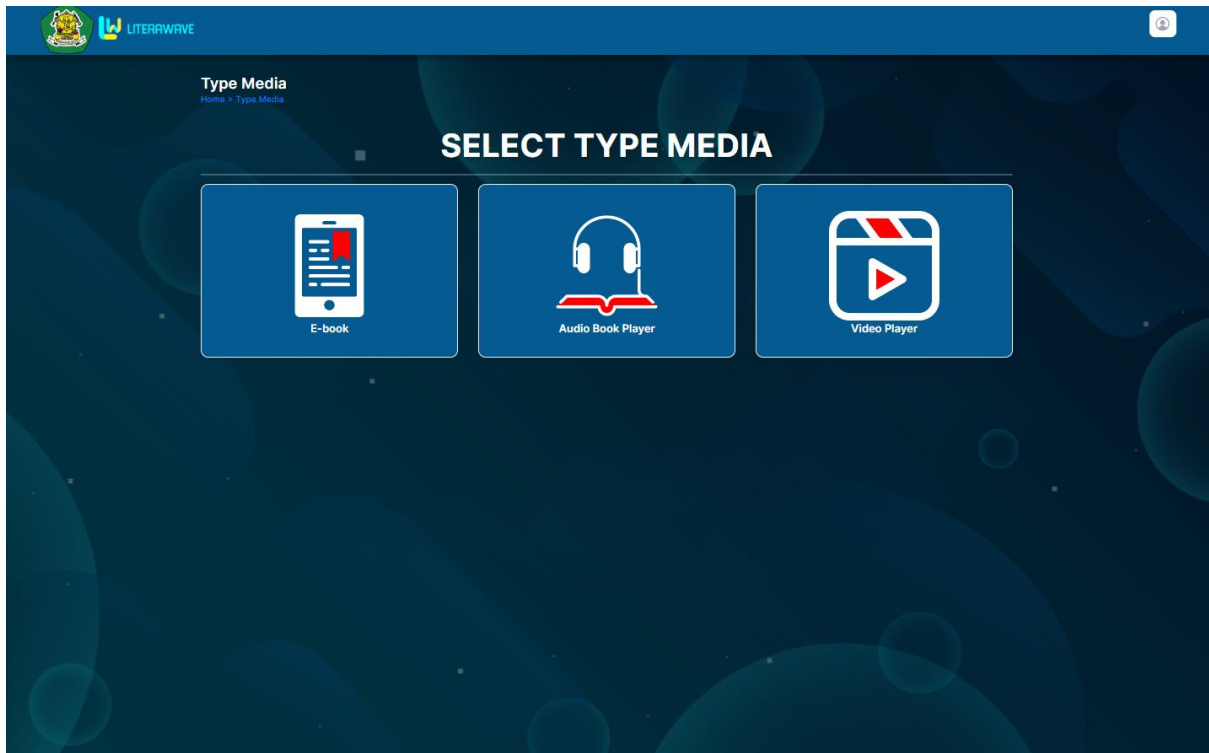 LITERAWAVE
Type Media
Home > Type Media
SELECT TYPE MEDIA
E-book
Audio Book Player
Video Player